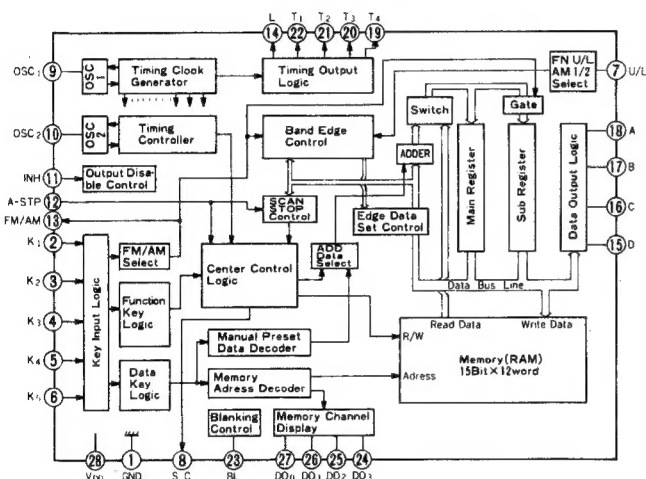 L T1 T2 T3 T4
14 22 21 20 19
OSC1 9 OSC 1 Timing Clook Generator Timing Output Logic FN U/L AM 1/2 Select 7 U/L
Switch Gate
OSC2 10 OSC 2 Timing Controller Band Edge Control ADDER 18 A
INH 11 Output Disa ble Control Main Register Sub Register Data Output Logic 17 B
A-STP 12 SCAN STOP Control Edge Data Set Control 16 C
FM/AM 13
K1 2 FM/AM Select Center Control Logic ADD Data Select 15 D
K2 3 Key Input Logic Function Key Logic Data Bus Line
K3 4 Read Data Write Data
Manual Preset Data Decoder R/W Memory(RAM) 15Bit×12word
K4 5 Data Key Logic Memory Adress Decoder Adress
K5 6 Blanking Control Memory Channel Display
28 1 8 23 27 26 25 24
VDD GND S C BL DO0 DO1 DO2 DO3